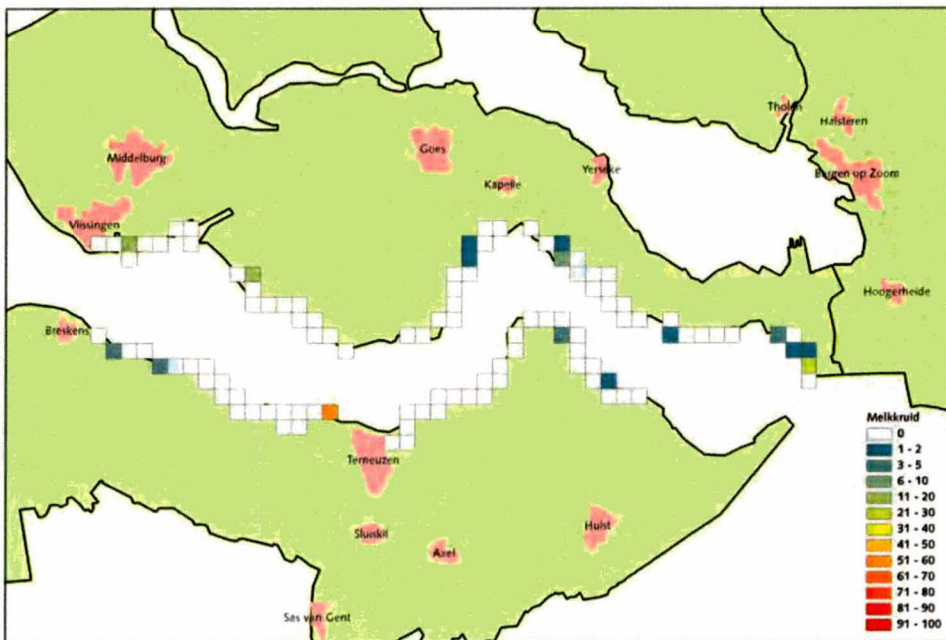 Tholen
Halsteren
Middelburg
Goes
Yerseke
Bergen op Zoom
Kapelle
Vlissingen
Hoogerheide
Breskens
Melkkruid
0
1 - 2
3 - 5
6 - 10
11 - 20
21 - 30
31 - 40
41 - 50
51 - 60
61 - 70
71 - 80
81 - 90
91 - 100
Terneuzen
Sluiskil
Axel
Hulst
Sas van Gent